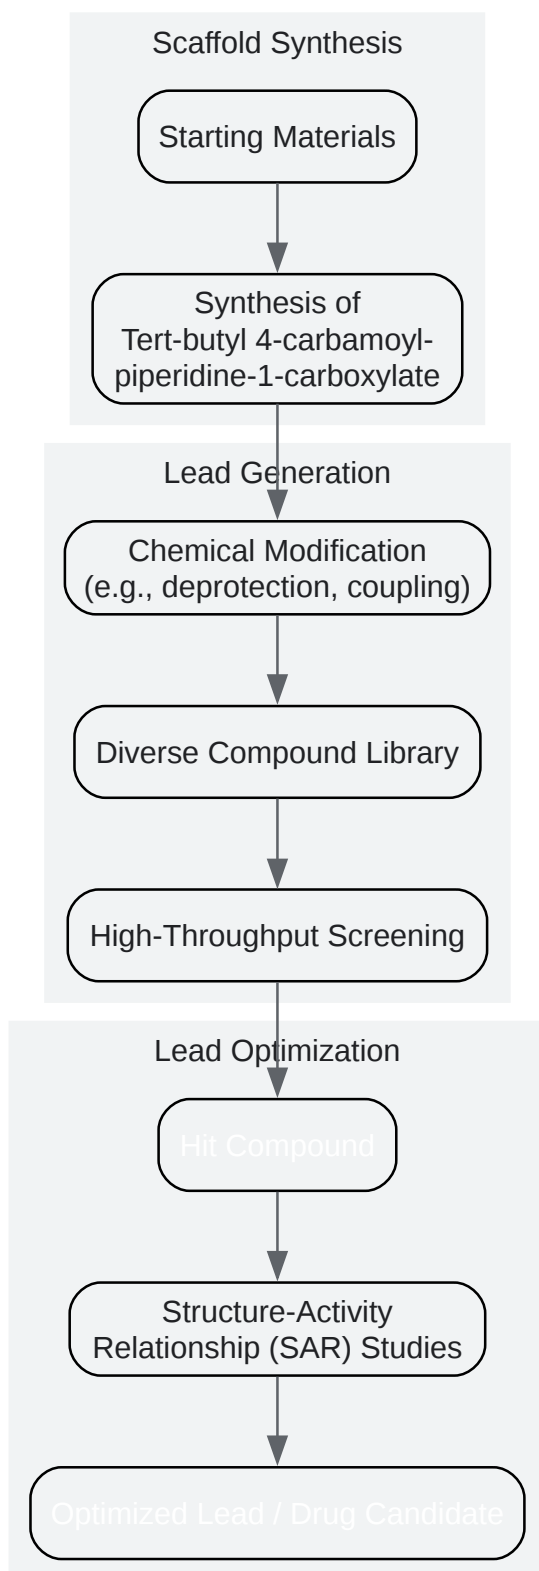 Scaffold Synthesis
Starting Materials
Synthesis of
Tert-butyl 4-carbamoyl-
piperidine-1-carboxylate
Lead Generation
Chemical Modification
(e.g., deprotection, coupling)
Diverse Compound Library
High-Throughput Screening
Lead Optimization
Hit Compound
Structure-Activity
Relationship (SAR) Studies
Optimized Lead / Drug Candidate